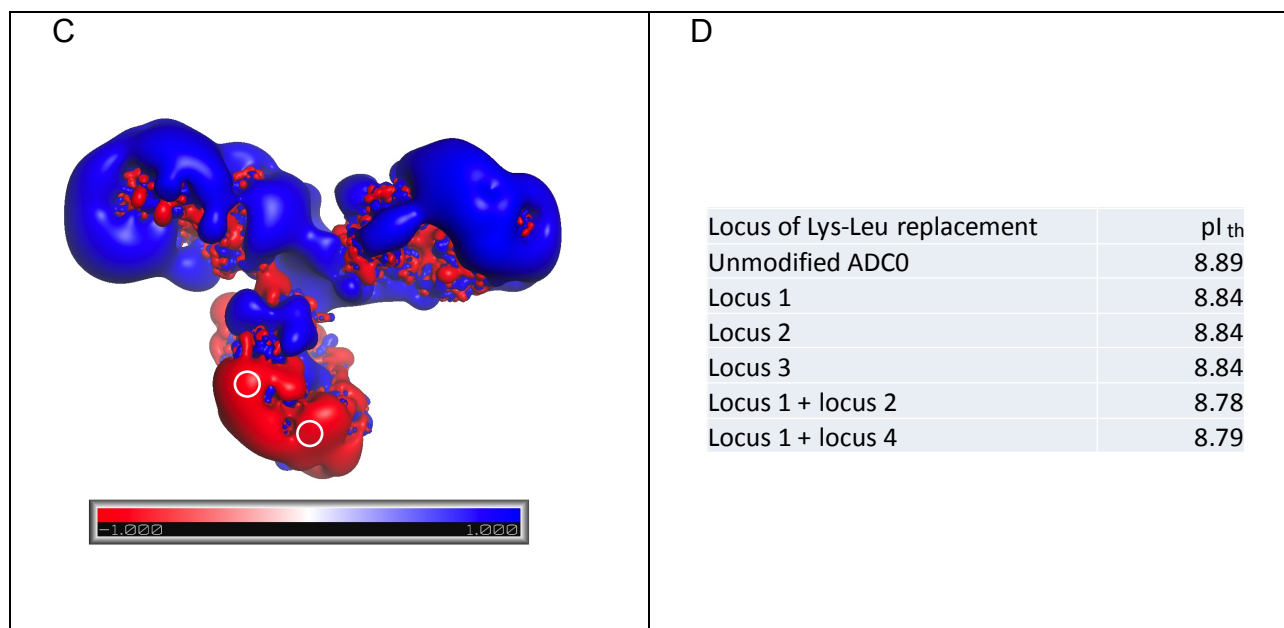 C
−1.000 1.000
D
Locus of Lys-Leu replacement pI th
Unmodified ADC0 8.89
Locus 1 8.84
Locus 2 8.84
Locus 3 8.84
Locus 1 + locus 2 8.78
Locus 1 + locus 4 8.79